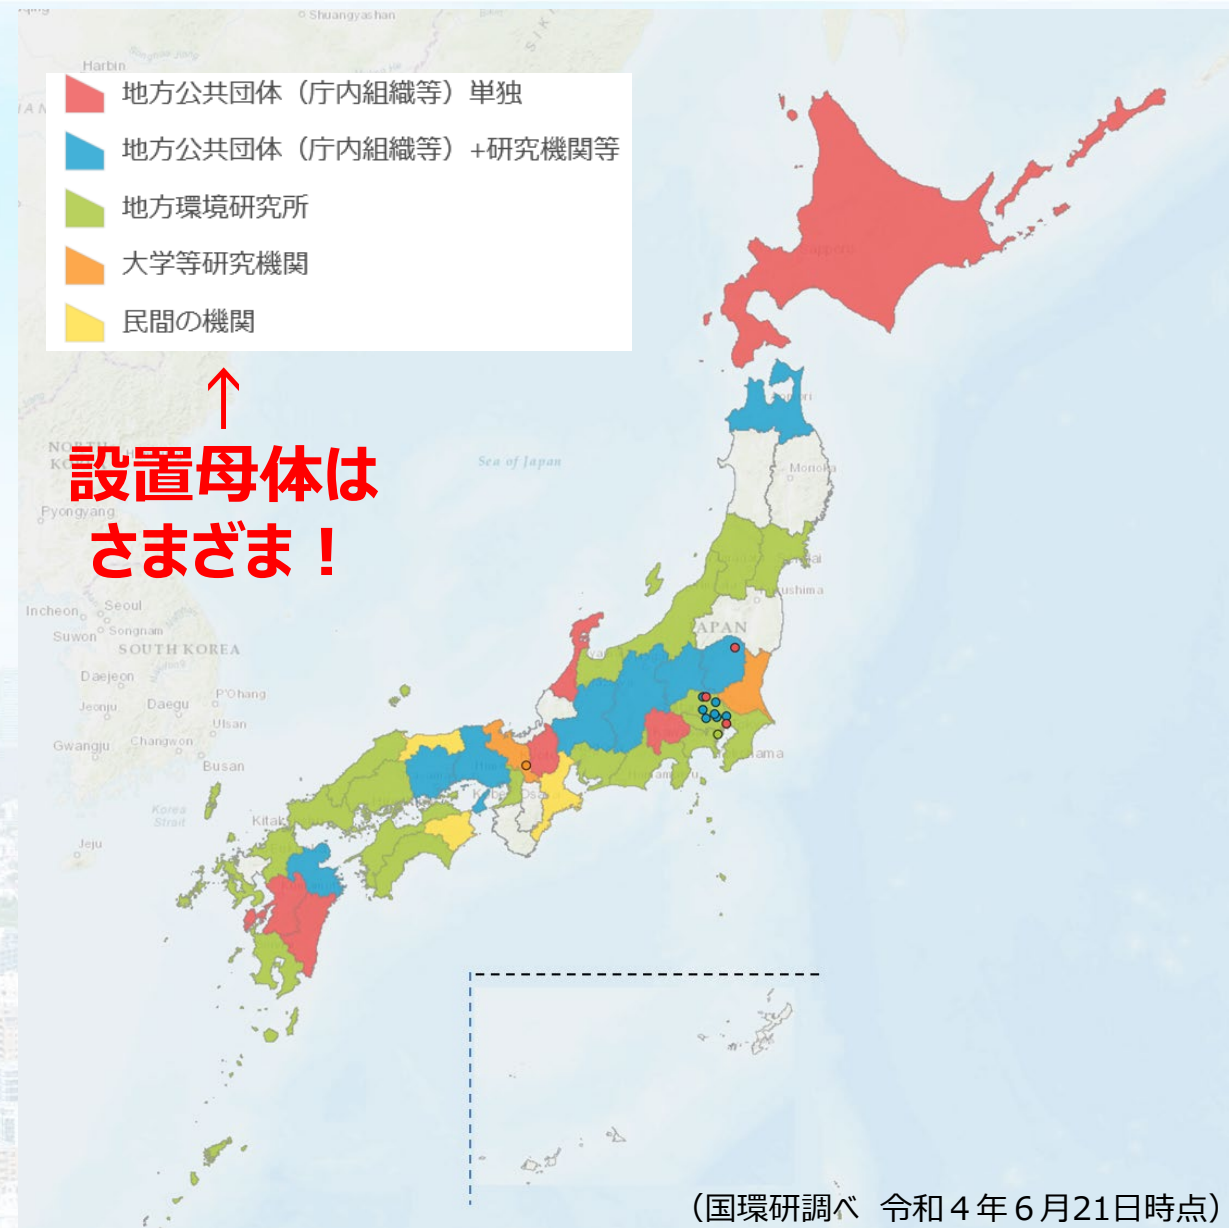 Shuangyashan
Harbin
地方公共団体（庁内組織等）単独
地方公共団体（庁内組織等）+研究機関等
地方環境研究所
大学等研究機関
民間の機関
↑
設置母体は
さまざま！
Sea of Japan
Pyongyang
Incheon
Seoul
Suwon
Songnam
SOUTH KOREA
Daejeon
Jeonju
Daegu
P'Ohang
Ulsan
Gwangju
Changwon
Busan
Korea
Strait
Jeju
（国環研調べ 令和４年６月21日時点）